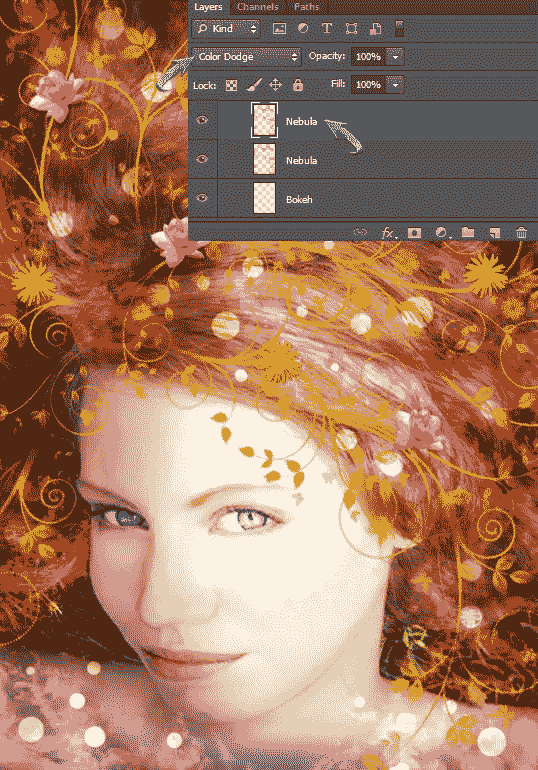 Layers Channels Paths
Kind T
Color Dodge Opacity: 100%
Lock: Fill: 100%
Nebula
Nebula
Bokeh
fx